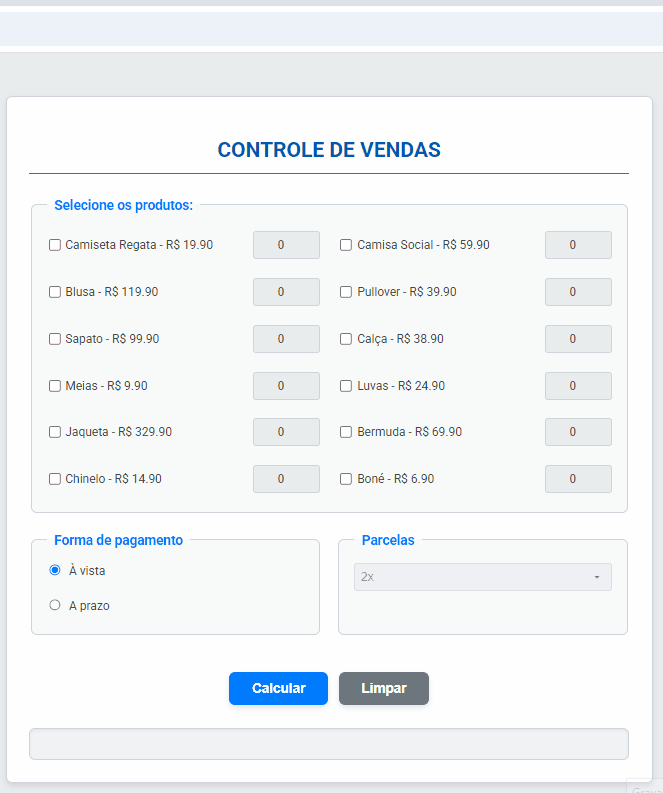 CONTROLE DE VENDAS
Selecione os produtos:
Camiseta Regata - R$ 19.90 0 Camisa Social - R$ 59.90 0
Blusa - R$ 119.90 0 Pullover - R$ 39.90 0
Sapato - R$ 99.90 0 Calça - R$ 38.90 0
Meias - R$ 9.90 0 Luvas - R$ 24.90 0
Jaqueta - R$ 329.90 0 Bermuda - R$ 69.90 0
Chinelo - R$ 14.90 0 Boné - R$ 6.90 0
Forma de pagamento Parcelas
À vista 2x
A prazo
Calcular Limpar